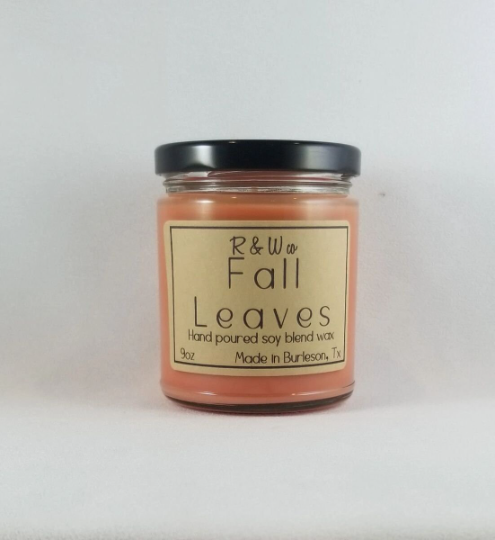 R & W co
Fall
Leaves
Hand poured soy blend wax
9oz Made in Burleson, Tx